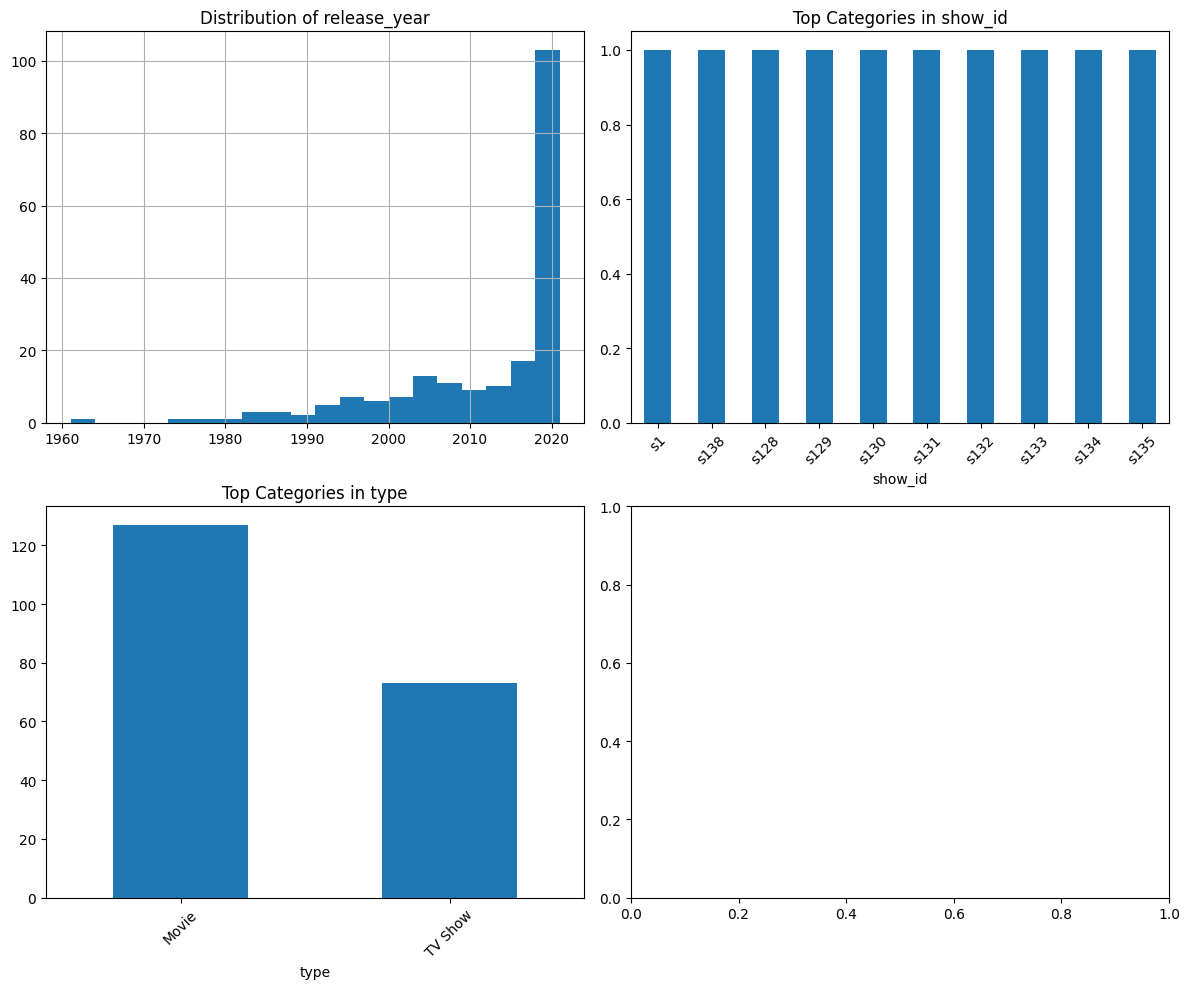 Distribution of release_year
100
80
60
40
20
0
1960 1970 1980 1990 2000 2010 2020
Top Categories in show_id
1.0
0.8
0.6
0.4
0.2
0.0
s1 s138 s128 s129 s130 s131 s132 s133 s134 s135
show_id
Top Categories in type
120
100
80
60
40
20
0
Movie TV Show
type
1.0
0.8
0.6
0.4
0.2
0.0
0.0 0.2 0.4 0.6 0.8 1.0